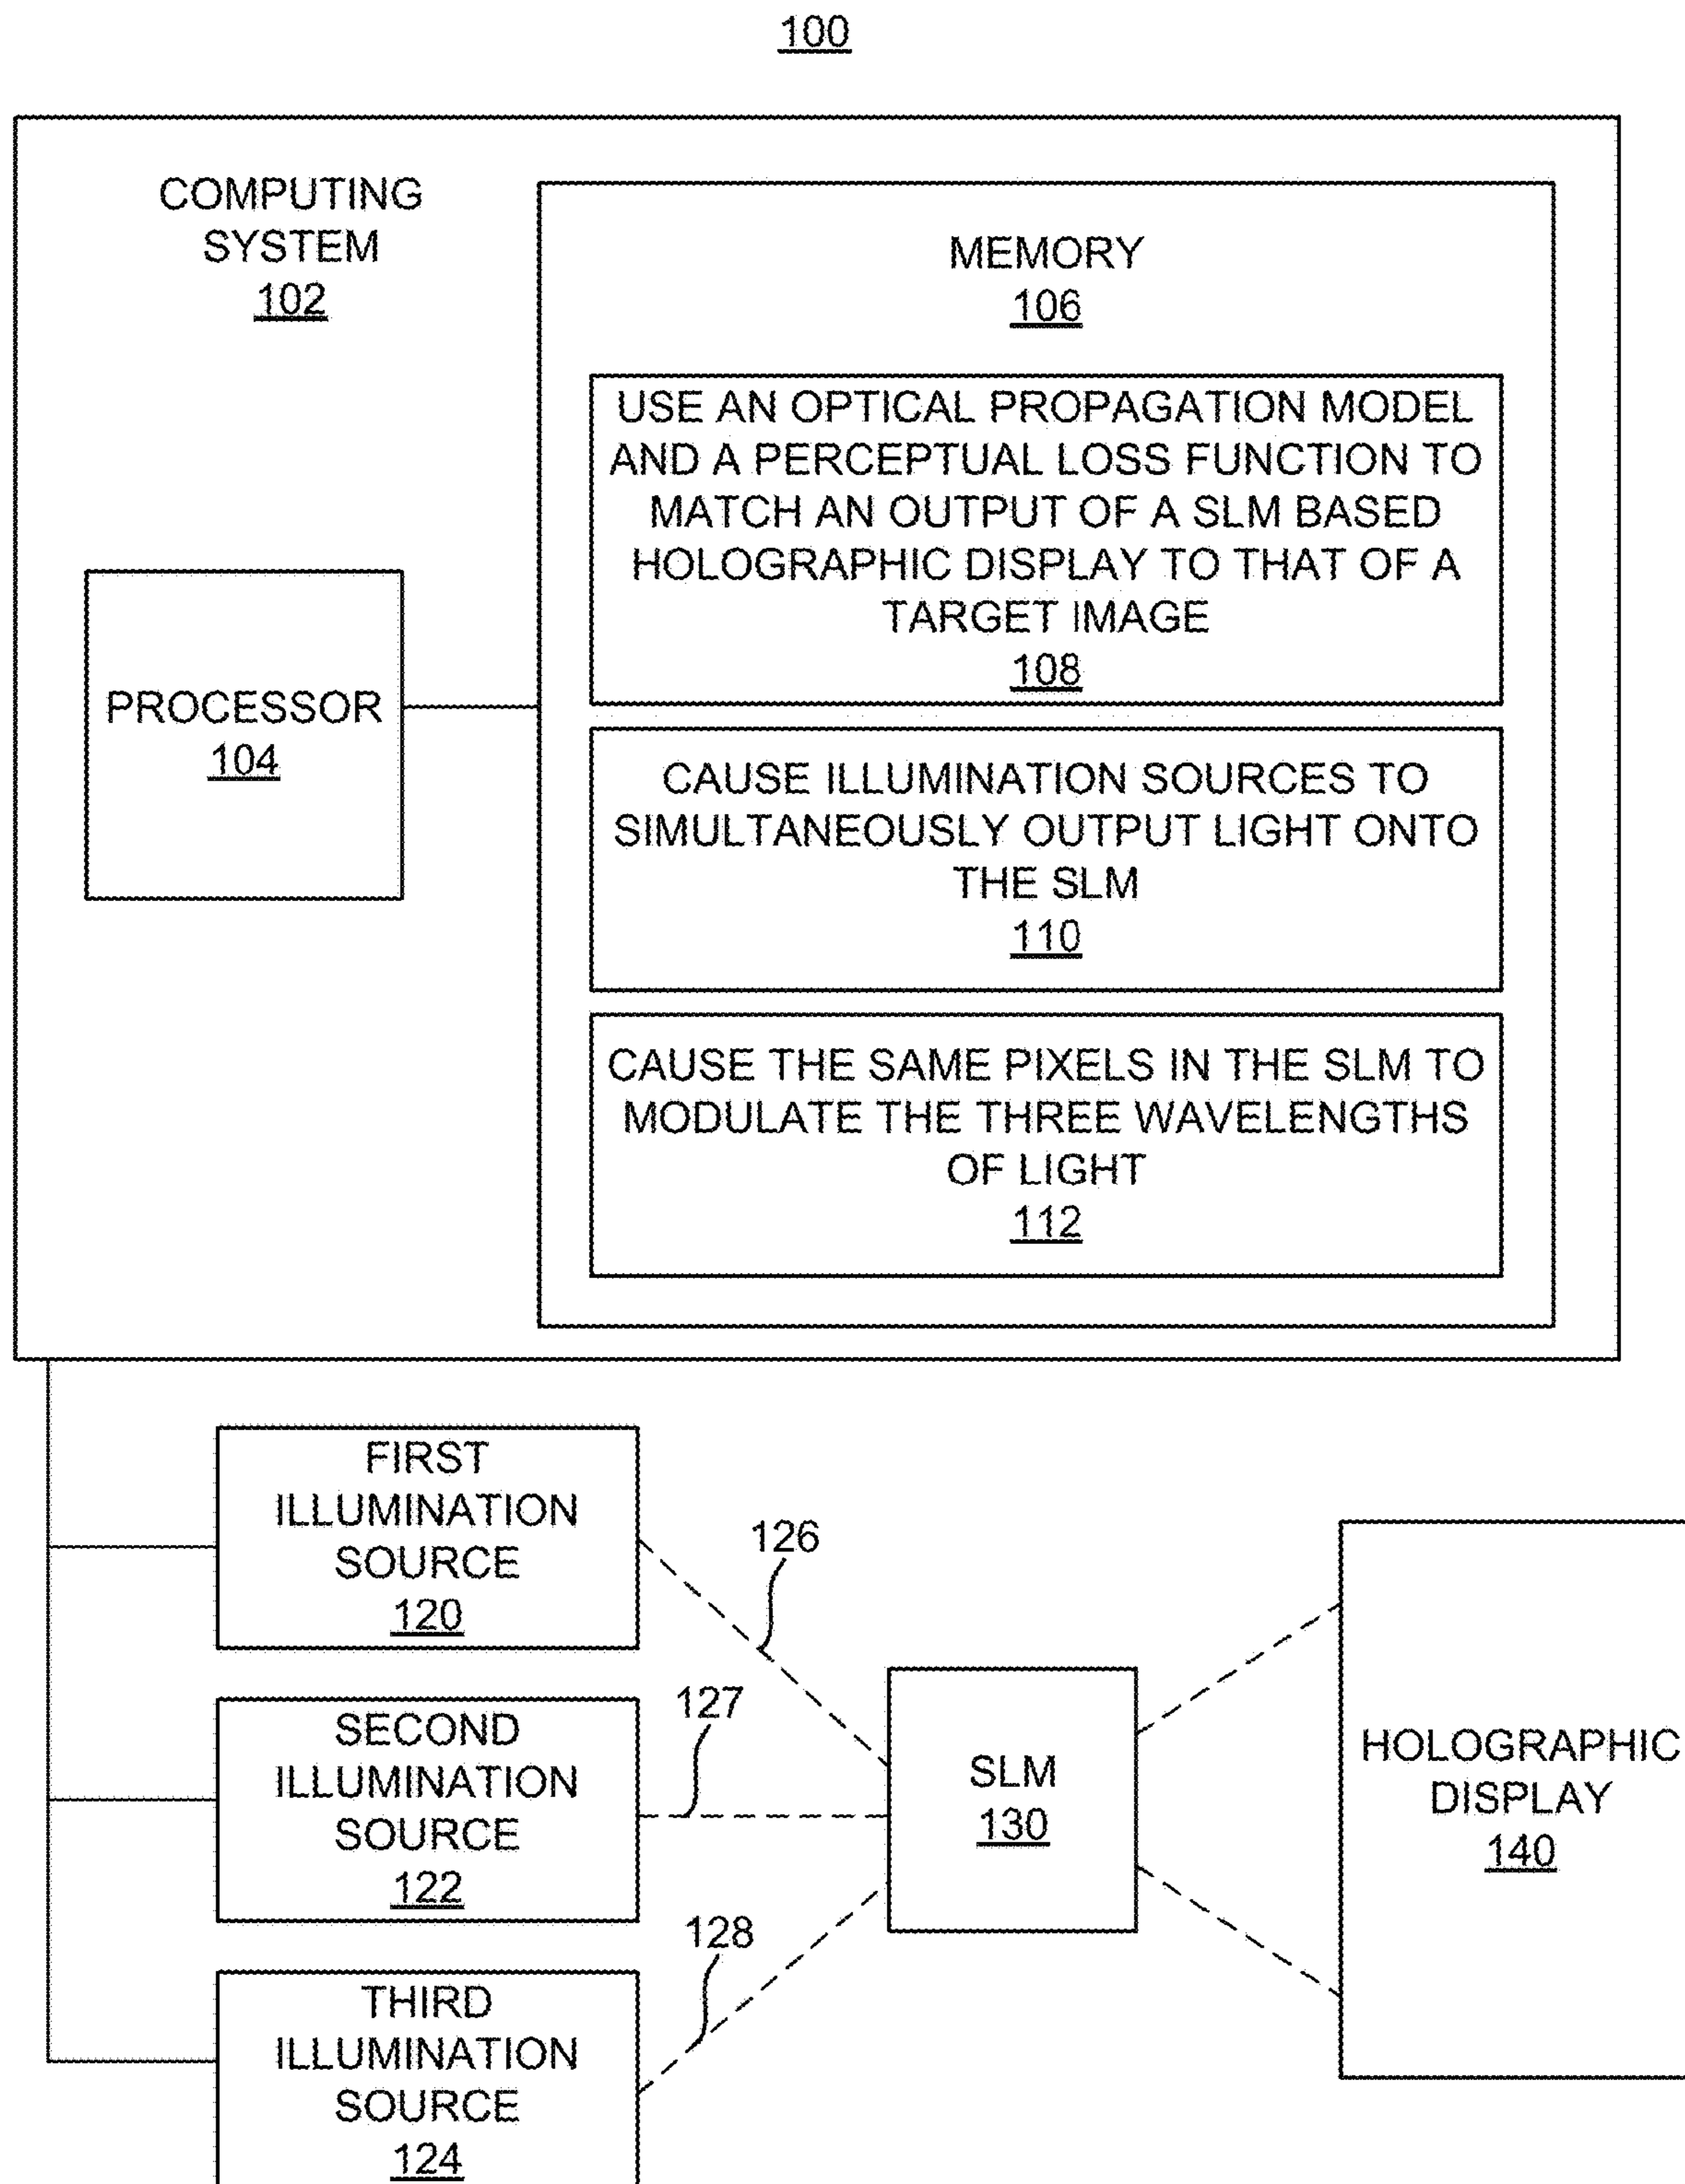 100
COMPUTING
SYSTEM
102
MEMORY
106
USE AN OPTICAL PROPAGATION MODEL
AND A PERCEPTUAL LOSS FUNCTION TO
MATCH AN OUTPUT OF A SLM BASED
HOLOGRAPHIC DISPLAY TO THAT OF A
TARGET IMAGE
108
PROCESSOR
104
CAUSE ILLUMINATION SOURCES TO
SIMULTANEOUSLY OUTPUT LIGHT ONTO
THE SLM
110
CAUSE THE SAME PIXELS IN THE SLM TO
MODULATE THE THREE WAVELENGTHS
OF LIGHT
112
FIRST
ILLUMINATION
SOURCE
120
126
SECOND
ILLUMINATION
SOURCE
122
127
THIRD
ILLUMINATION
SOURCE
124
128
SLM
130
HOLOGRAPHIC
DISPLAY
140